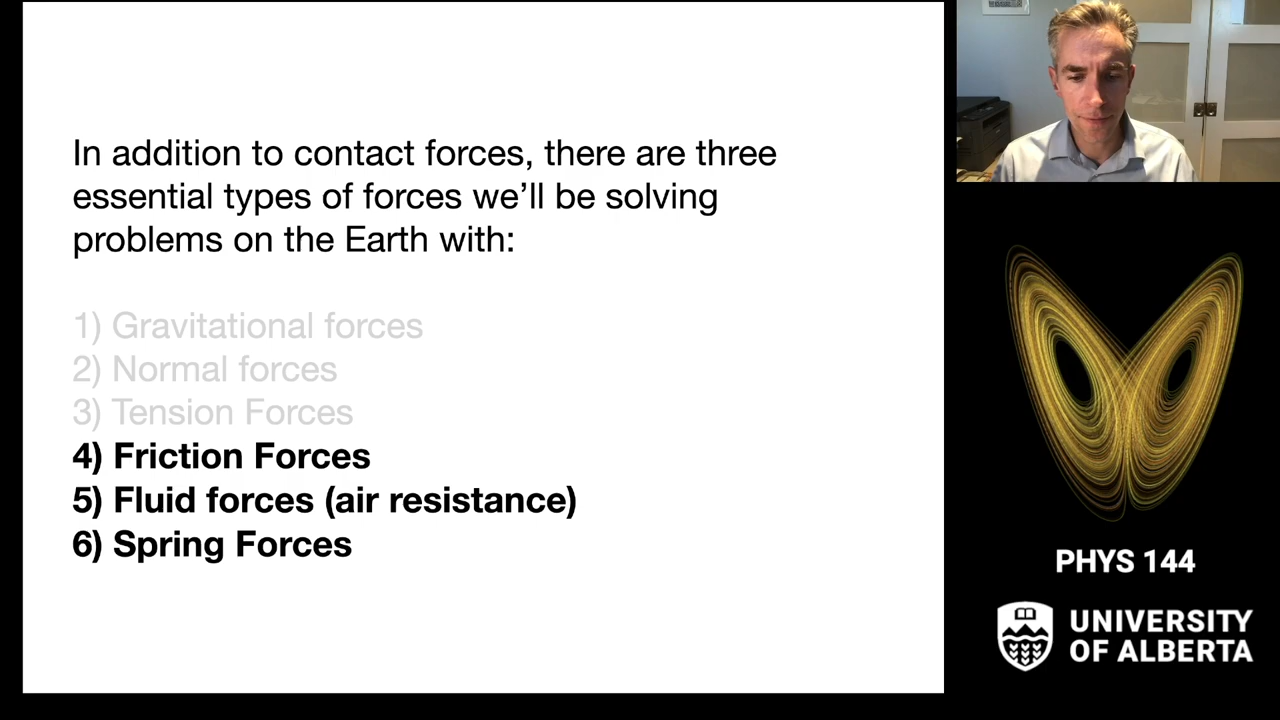 In addition to contact forces, there are three
essential types of forces we’ll be solving
problems on the Earth with:
1) Gravitational forces
2) Normal forces
3) Tension Forces
4) Friction Forces
5) Fluid forces (air resistance)
6) Spring Forces
PHYS 144
UNIVERSITY
OF ALBERTA